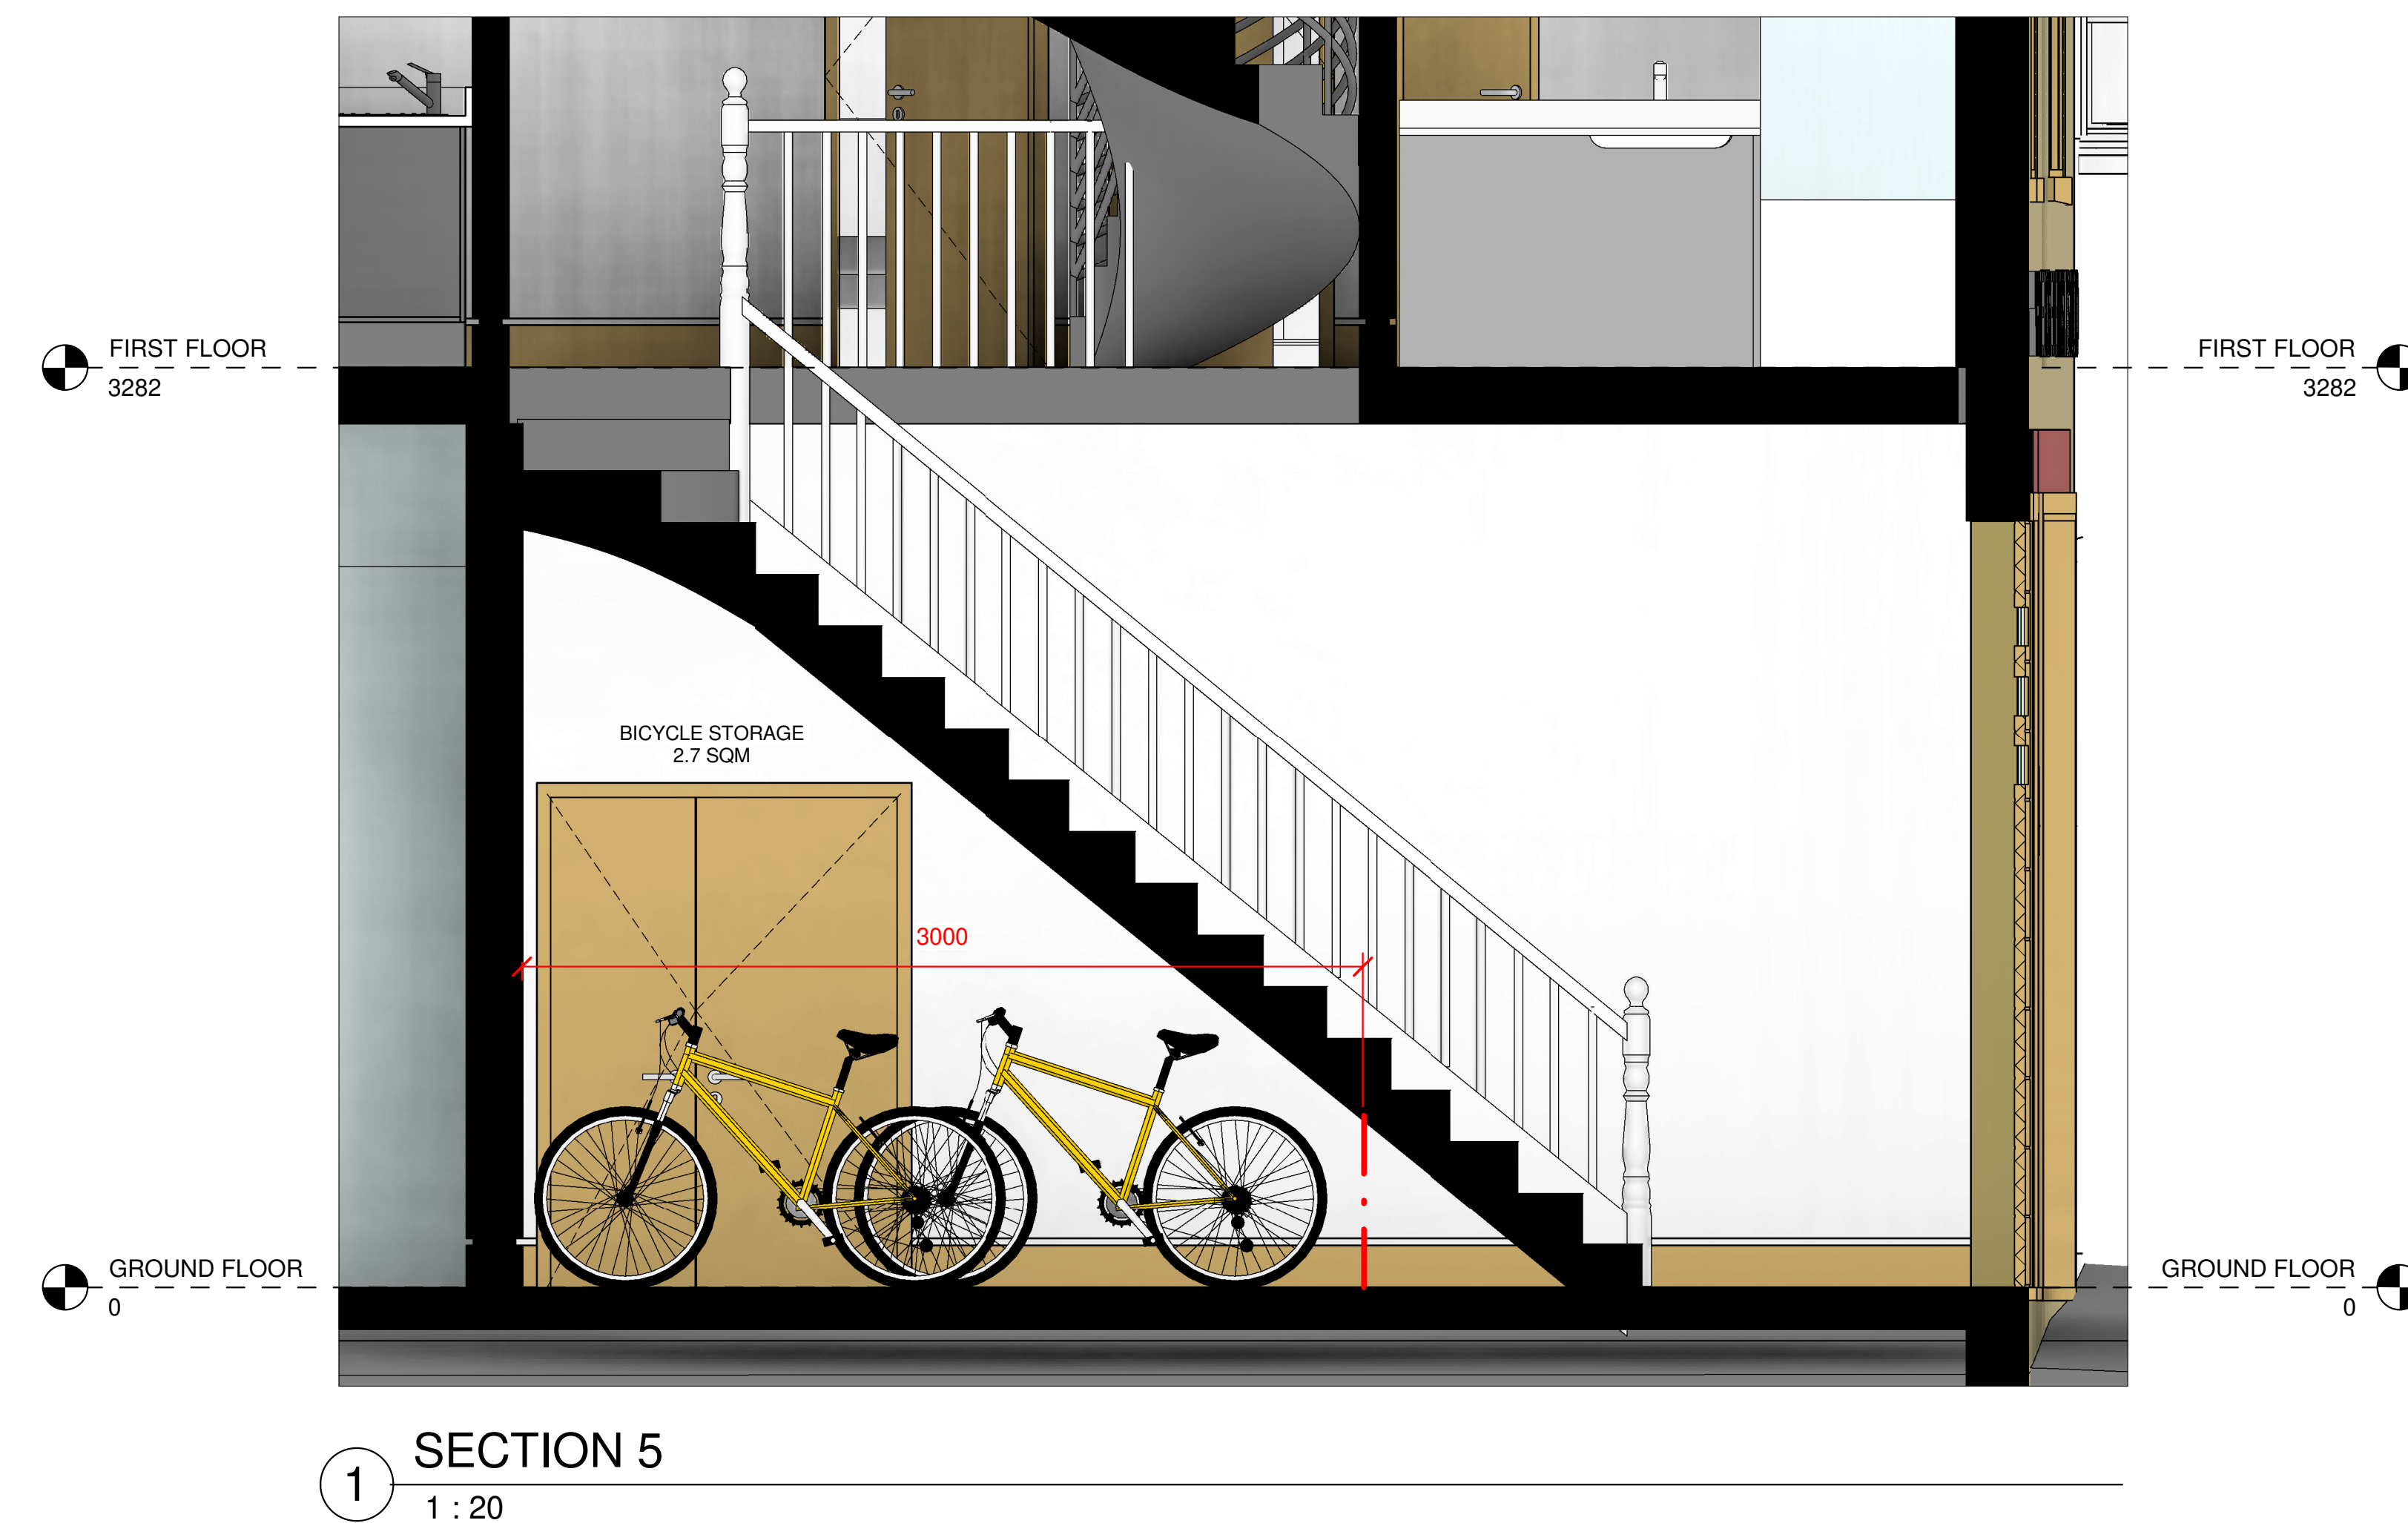 FIRST FLOOR
3282
FIRST FLOOR
3282
BICYCLE STORAGE
2.7 SQM
3000
GROUND FLOOR
0
GROUND FLOOR
0
1
SECTION 5
1 : 20